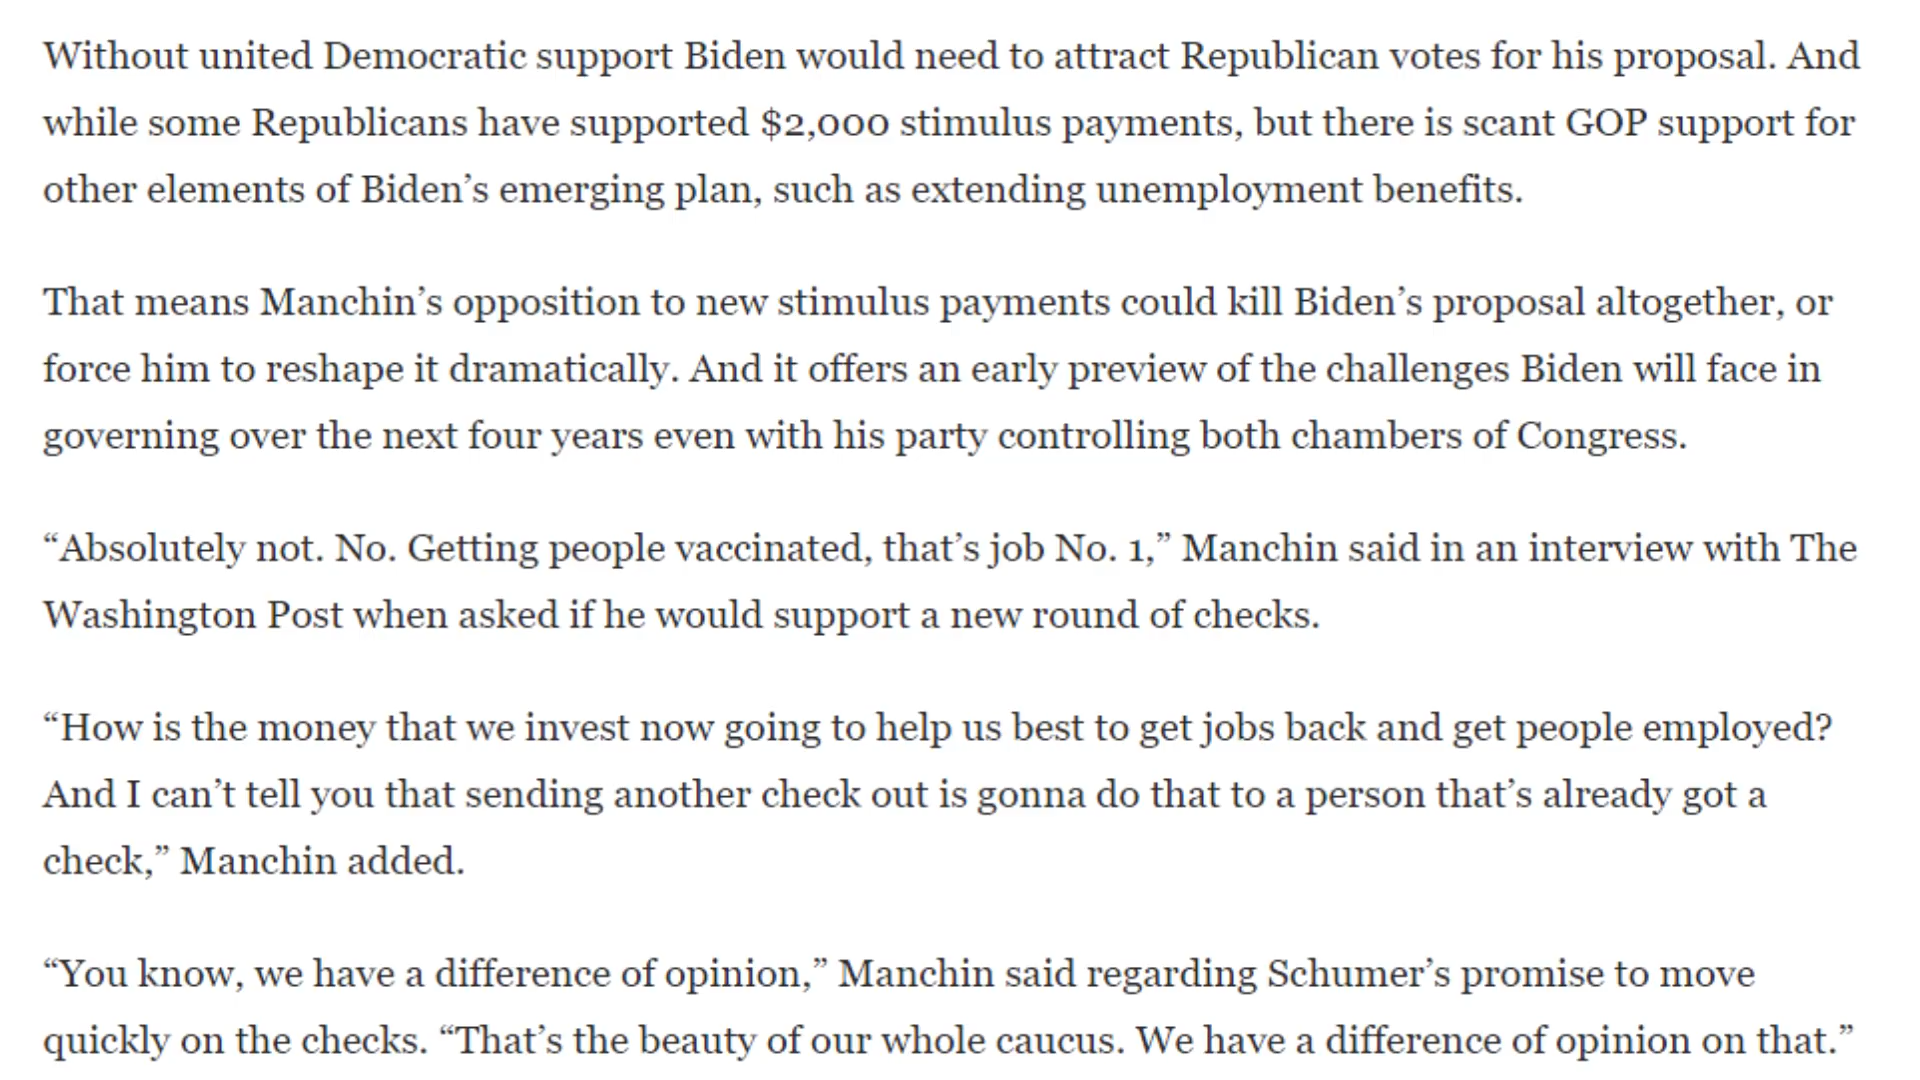 Without united Democratic support Biden would need to attract Republican votes for his proposal. And
while some Republicans have supported $2,000 stimulus payments, but there is scant GOP support for
other elements of Biden’s emerging plan, such as extending unemployment benefits.
That means Manchin’s opposition to new stimulus payments could kill Biden’s proposal altogether, or
force him to reshape it dramatically. And it offers an early preview of the challenges Biden will face in
governing over the next four years even with his party controlling both chambers of Congress.
“Absolutely not. No. Getting people vaccinated, that’s job No. 1,” Manchin said in an interview with The
Washington Post when asked if he would support a new round of checks.
“How is the money that we invest now going to help us best to get jobs back and get people employed?
And I can’t tell you that sending another check out is gonna do that to a person that’s already got a
check,” Manchin added.
“You know, we have a difference of opinion,” Manchin said regarding Schumer’s promise to move
quickly on the checks. “That’s the beauty of our whole caucus. We have a difference of opinion on that.”